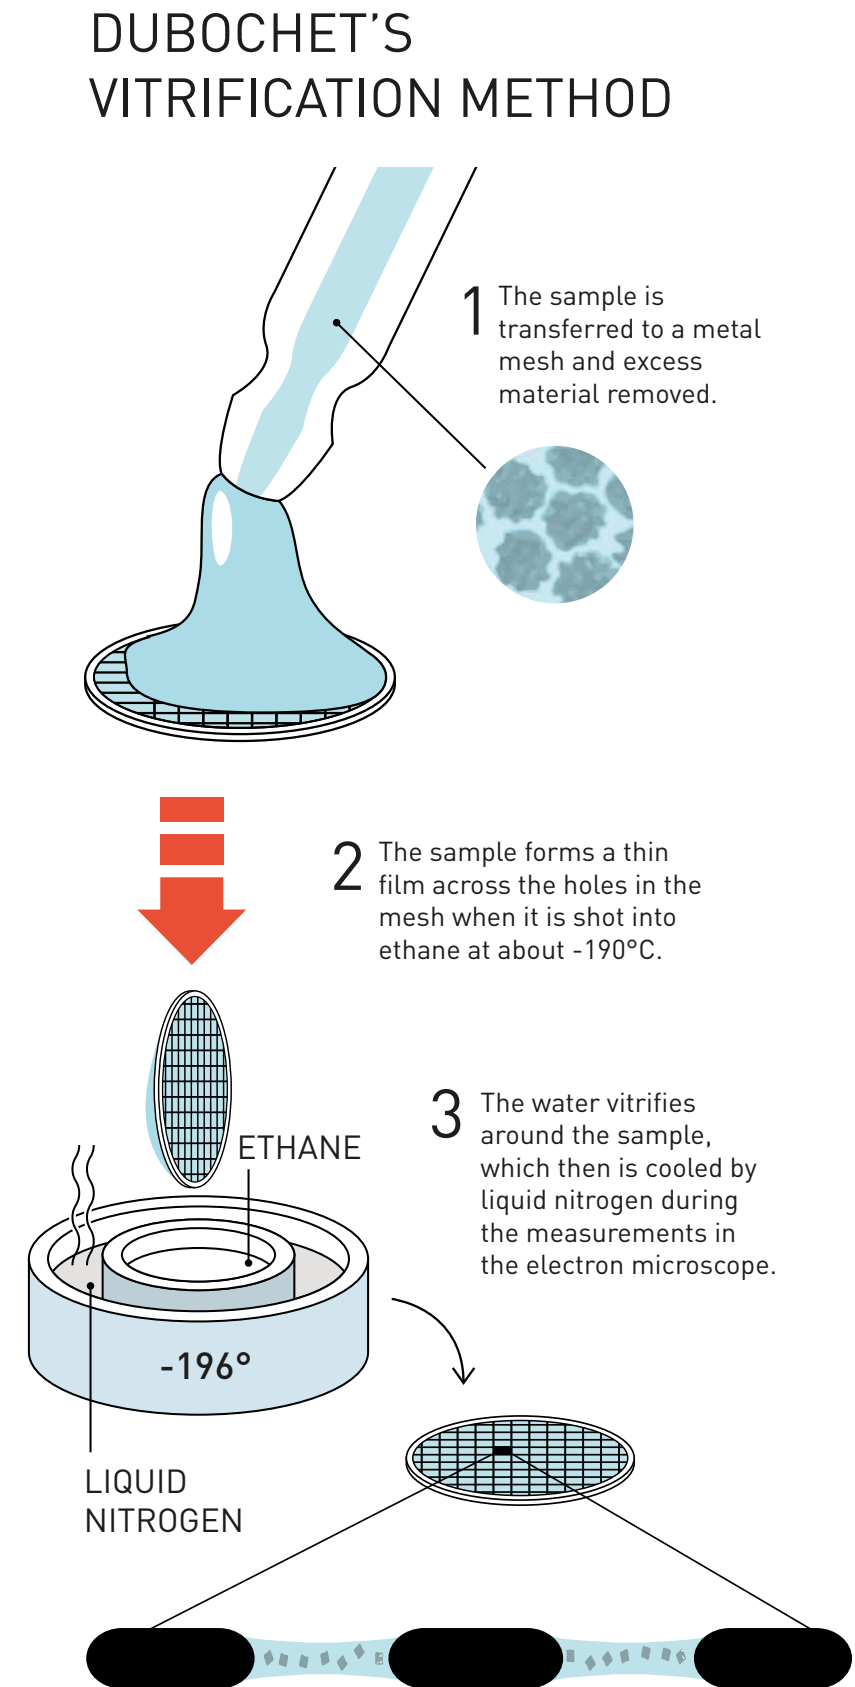 DUBOCHET'S
VITRIFICATION METHOD
1
The sample is
transferred to a metal
mesh and excess
material removed.
2
The sample forms a thin
film across the holes in the
mesh when it is shot into
ethane at about -190°C.
3
The water vitrifies
around the sample,
which then is cooled by
liquid nitrogen during
the measurements in
the electron microscope.
ETHANE
-196°
LIQUID
NITROGEN